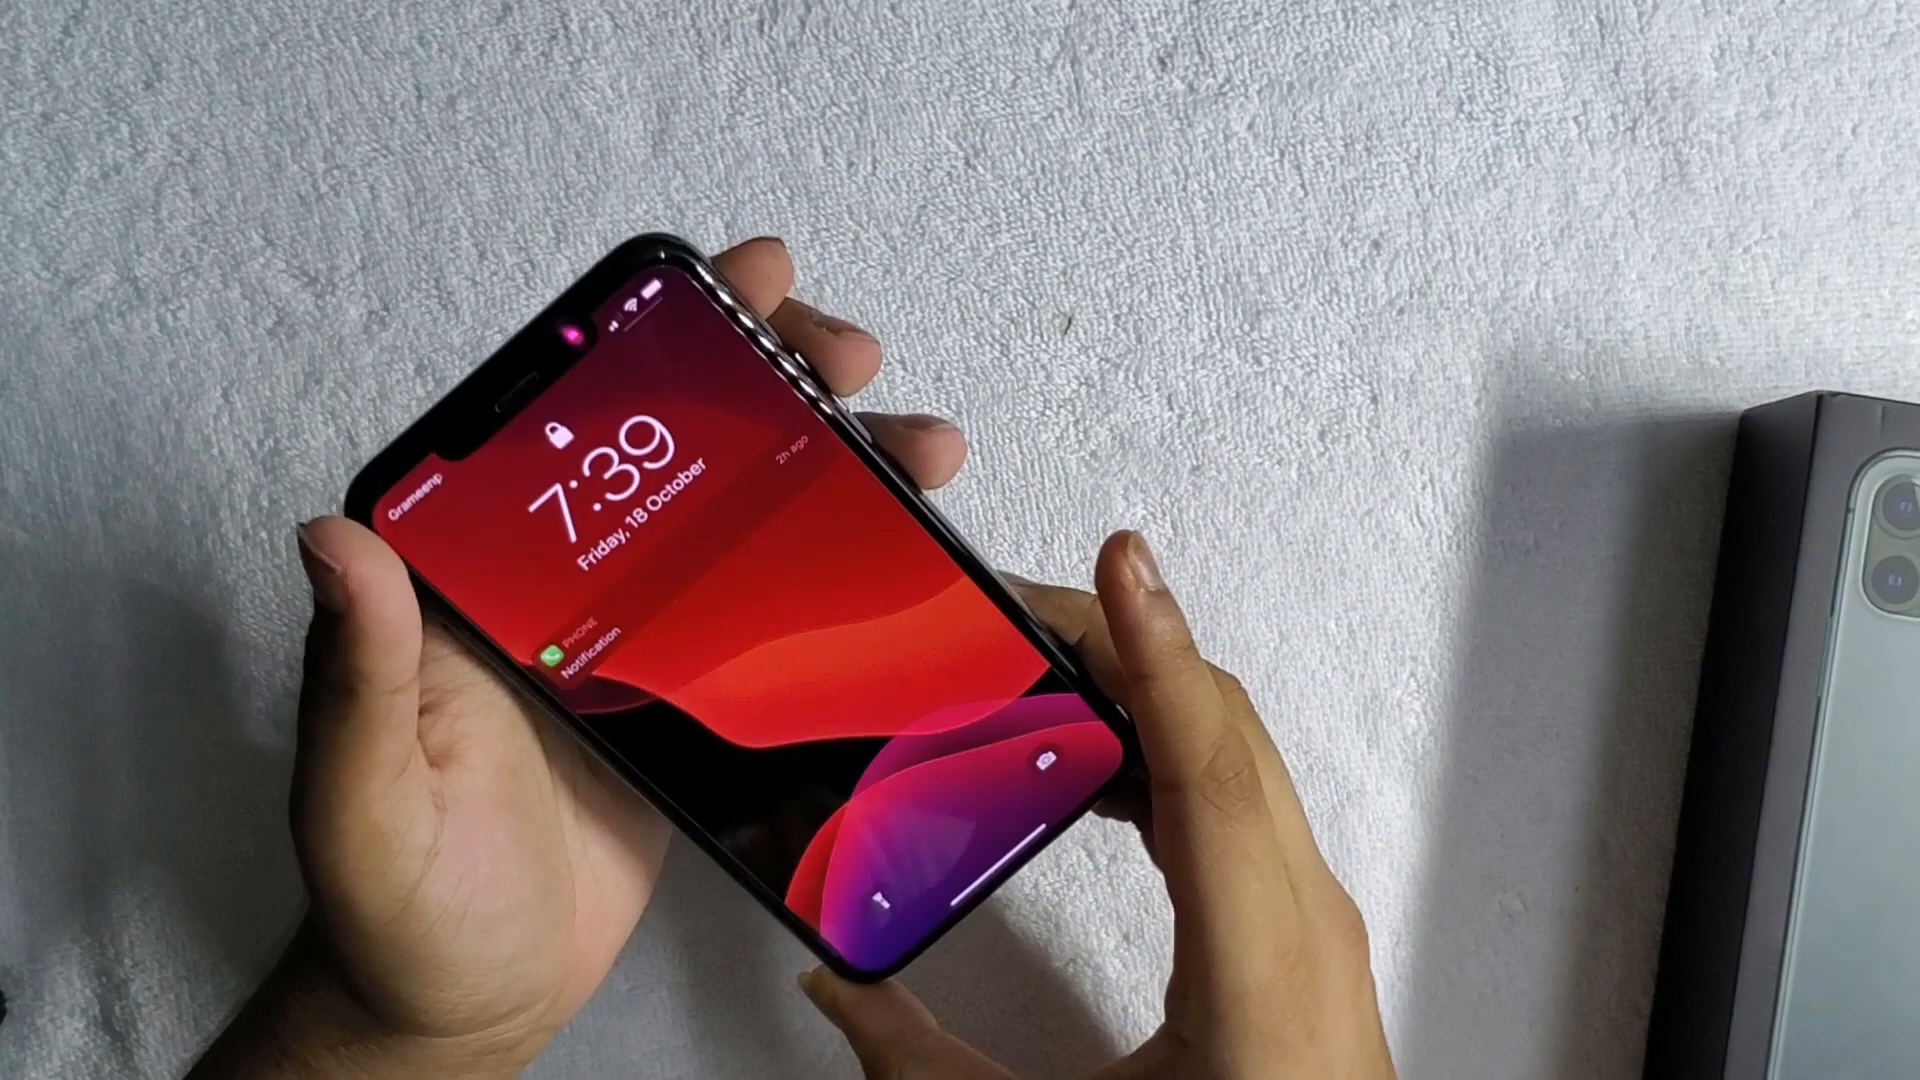 Grameenp
7:39
Friday, 18 October
PHONE
2h ago
Notification